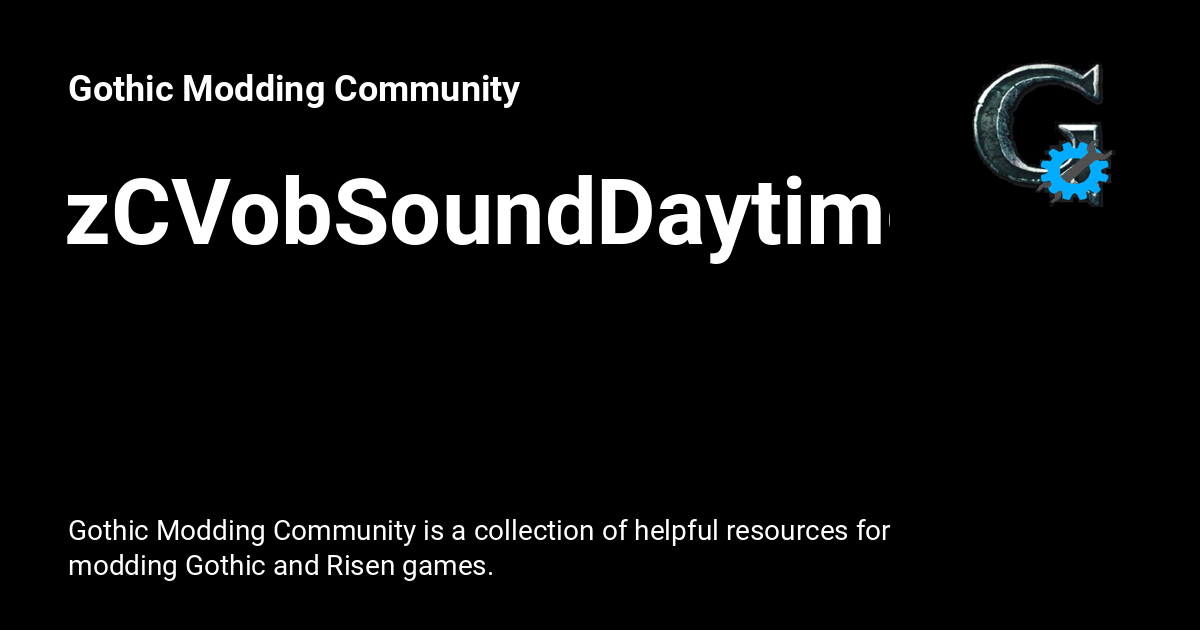 Gothic Modding Community
zCVobSoundDaytim
Gothic Modding Community is a collection of helpful resources for
modding Gothic and Risen games.